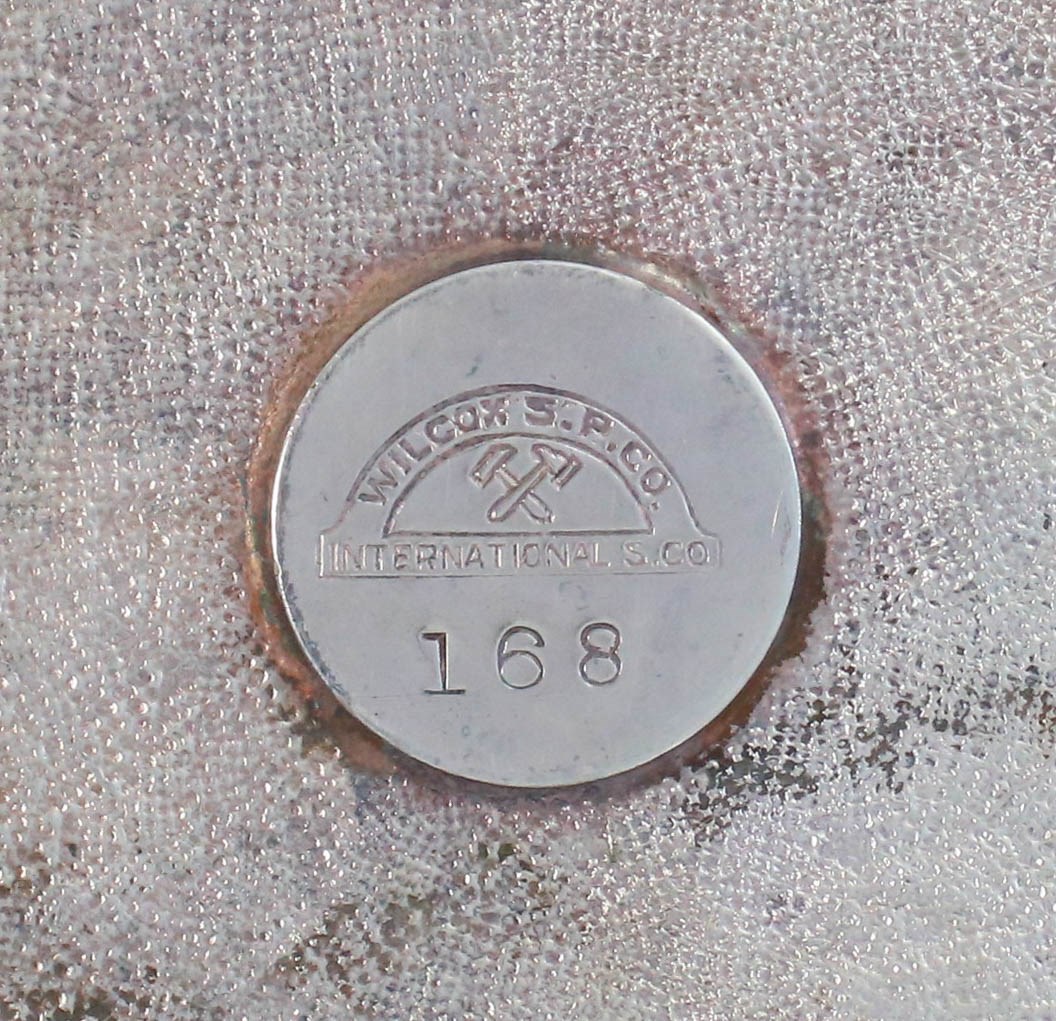 WILCOX S.P.CO.
INTERNATIONAL S.CO
168